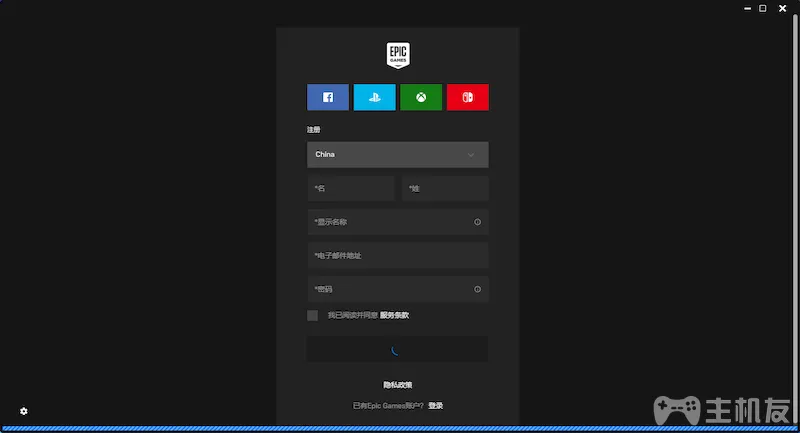 EPIC
GAMES
注册
China
*名 *姓
*显示名称
*电子邮件地址
*密码
我已阅读并同意 服务条款
隐私政策
已有Epic Games账户? 登录
主机友